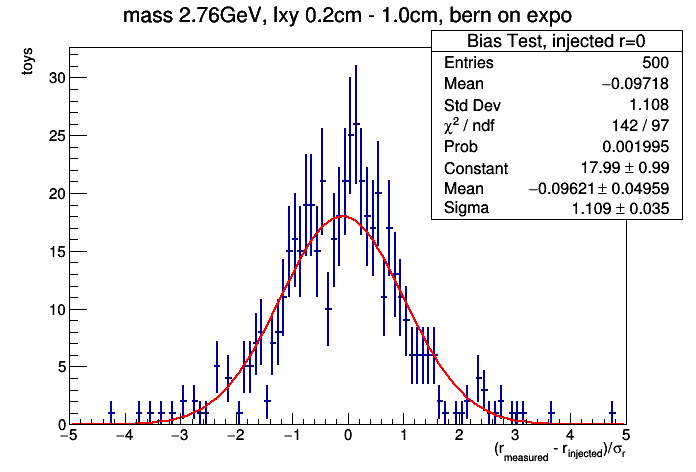 mass 2.76GeV, lxy 0.2cm - 1.0cm, bern on expo
Bias Test, injected r=0
Entries 500
Mean −0.09718
Std Dev 1.108
χ² / ndf 142 / 97
Prob 0.001995
Constant 17.99 ± 0.99
Mean −0.09621 ± 0.04959
Sigma 1.109 ± 0.035
toys
30
25
20
15
10
5
0
−5 −4 −3 −2 −1 0 1 2 3 4 5
(r_measured - r_injected)/σ_r